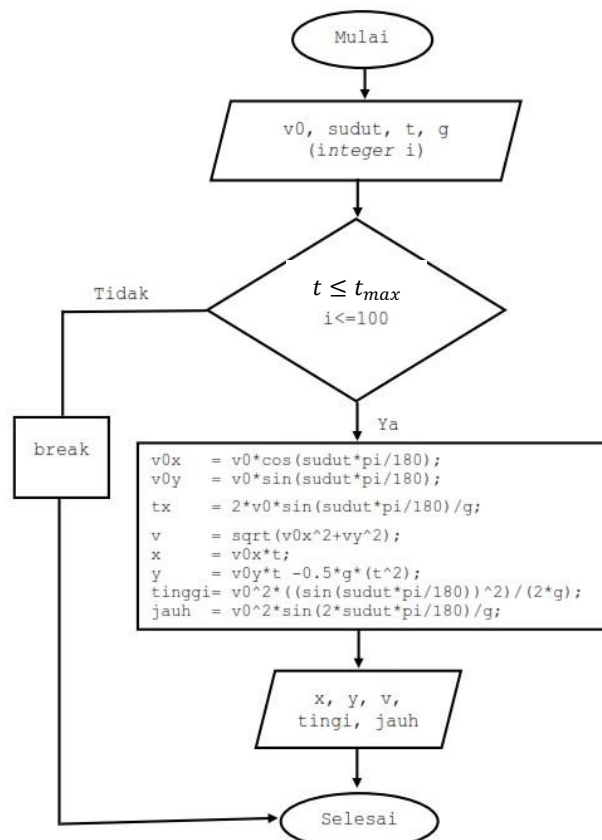 Mulai
v0, sudut, t, g
(integer i)
t ≤ t_max
i<=100
Tidak
Ya
break
v0x = v0*cos(sudut*pi/180);
v0y = v0*sin(sudut*pi/180);
tx = 2*v0*sin(sudut*pi/180)/g;
v = sqrt(v0x^2+vy^2);
x = v0x*t;
y = v0y*t -0.5*g*(t^2);
tinggi= v0^2*((sin(sudut*pi/180))^2)/(2*g);
jauh = v0^2*sin(2*sudut*pi/180)/g;
x, y, v,
tingi, jauh
Selesai